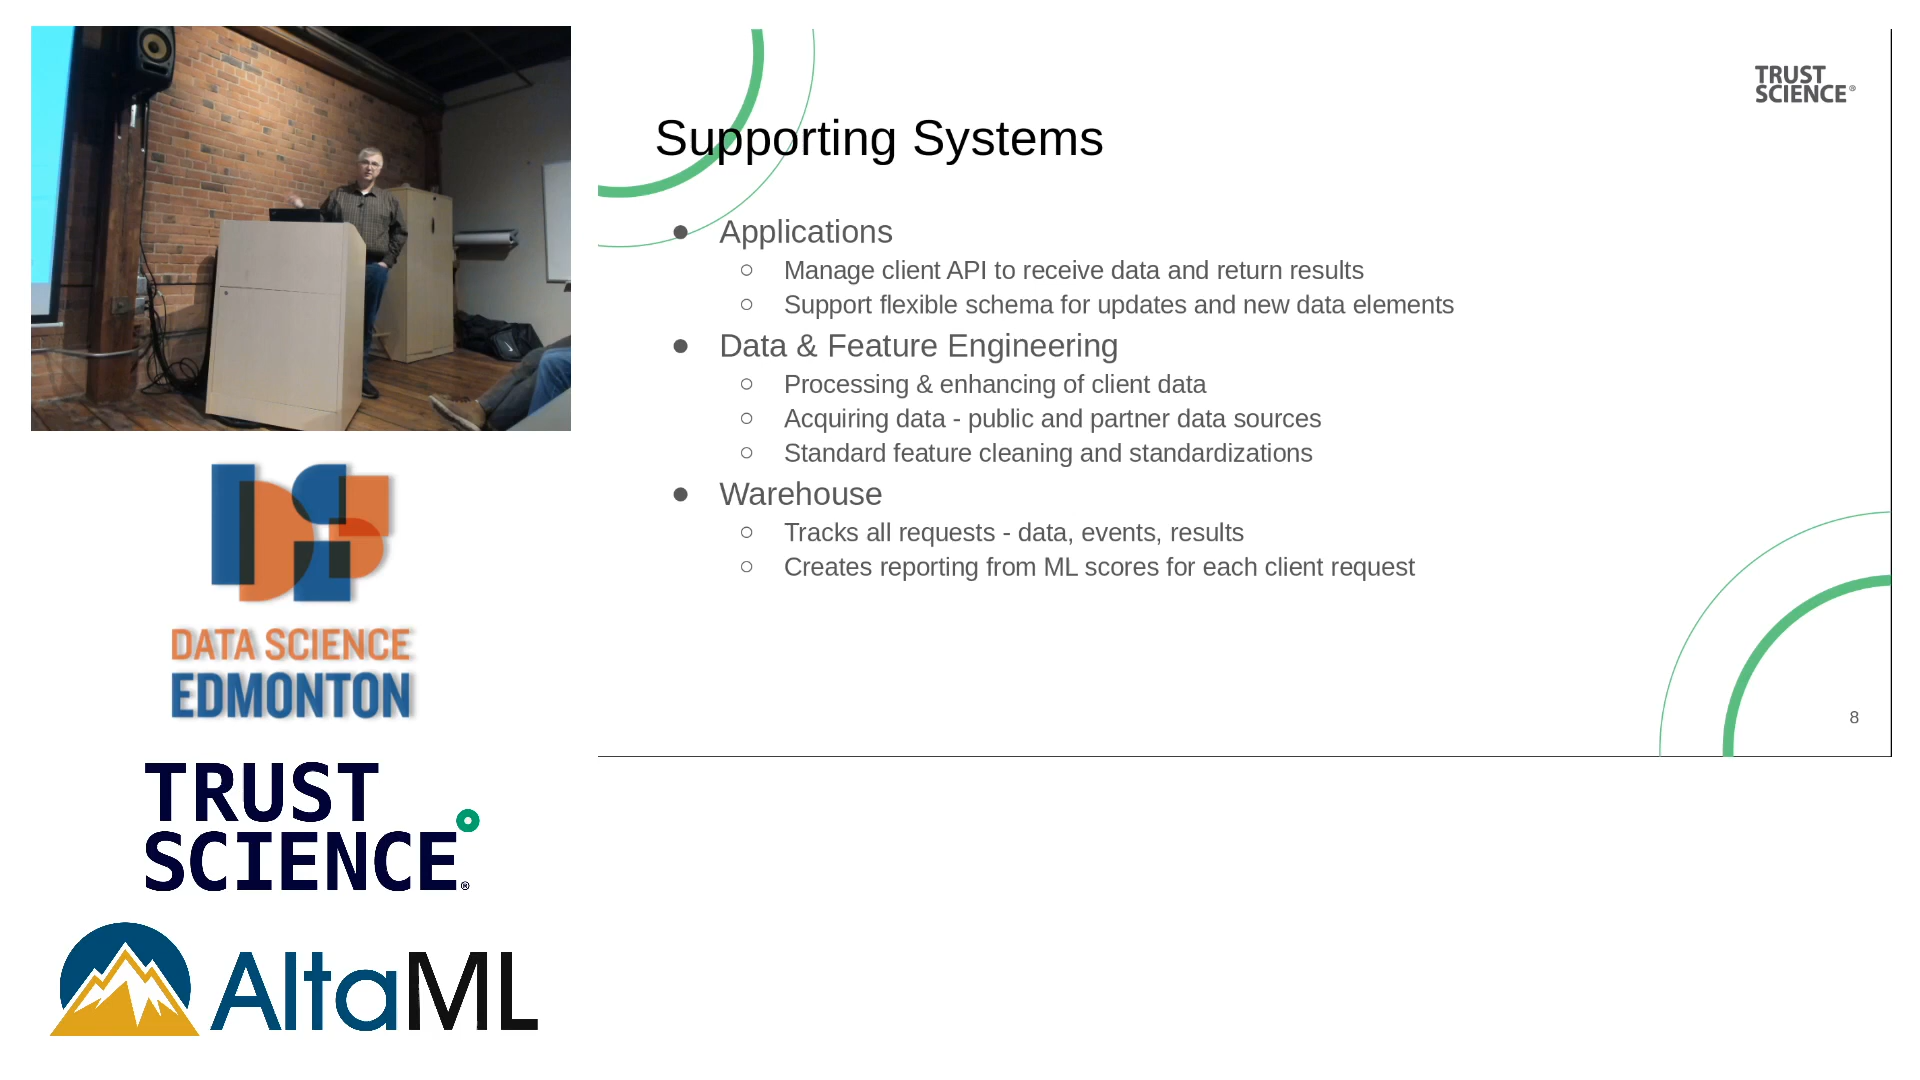 TRUST
SCIENCE®
Supporting Systems
● Applications
○ Manage client API to receive data and return results
○ Support flexible schema for updates and new data elements
● Data & Feature Engineering
○ Processing & enhancing of client data
○ Acquiring data - public and partner data sources
○ Standard feature cleaning and standardizations
● Warehouse
○ Tracks all requests - data, events, results
○ Creates reporting from ML scores for each client request
8
DATA SCIENCE
EDMONTON
TRUST
SCIENCE®
AltaML